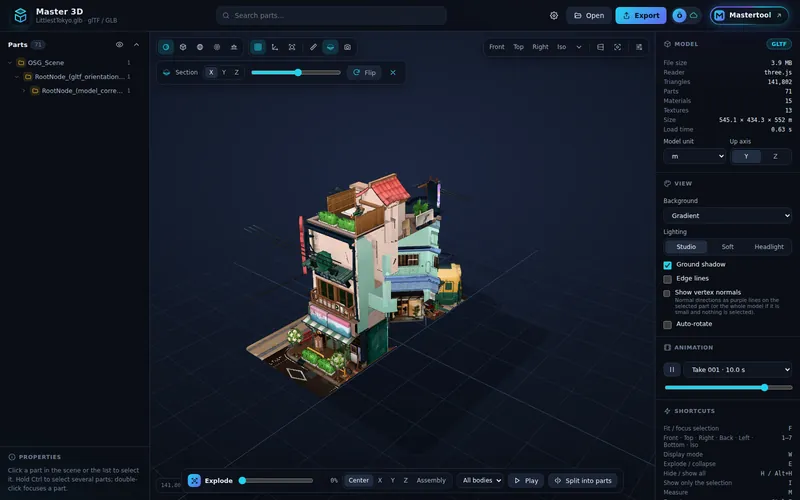 Master 3D
LittlestTokyo.glb · glTF / GLB
Search parts...
Open
Export
Mastertool ↗
Parts 71
OSG_Scene 1
RootNode_(gltf_orientation... 1
RootNode_(model_corre... 1
Front Top Right Iso
Section X Y Z Flip
MODEL GLTF
File size 3.9 MB
Reader three.js
Triangles 141,802
Parts 71
Materials 15
Textures 13
Size 545.1 × 434.3 × 552 m
Load time 0.63 s
Model unit Up axis
m Y Z
VIEW
Background
Gradient
Lighting
Studio Soft Headlight
Ground shadow
Edge lines
Show vertex normals
Normal directions as purple lines on the
selected part (or the whole model if it is
small and nothing is selected).
Auto-rotate
ANIMATION
Take 001 · 10.0 s
SHORTCUTS
Fit / focus selection F
Front · Top · Right · Back · Left · 1–7
Bottom · Iso
Display mode W
Explode / collapse E
Hide / show all H / Alt+H
Show only the selection I
Measure M
PROPERTIES
Click a part in the scene or the list to select
it. Hold Ctrl to select several parts; double-
click focuses a part.
Explode 0% Center X Y Z Assembly All bodies Play Split into parts